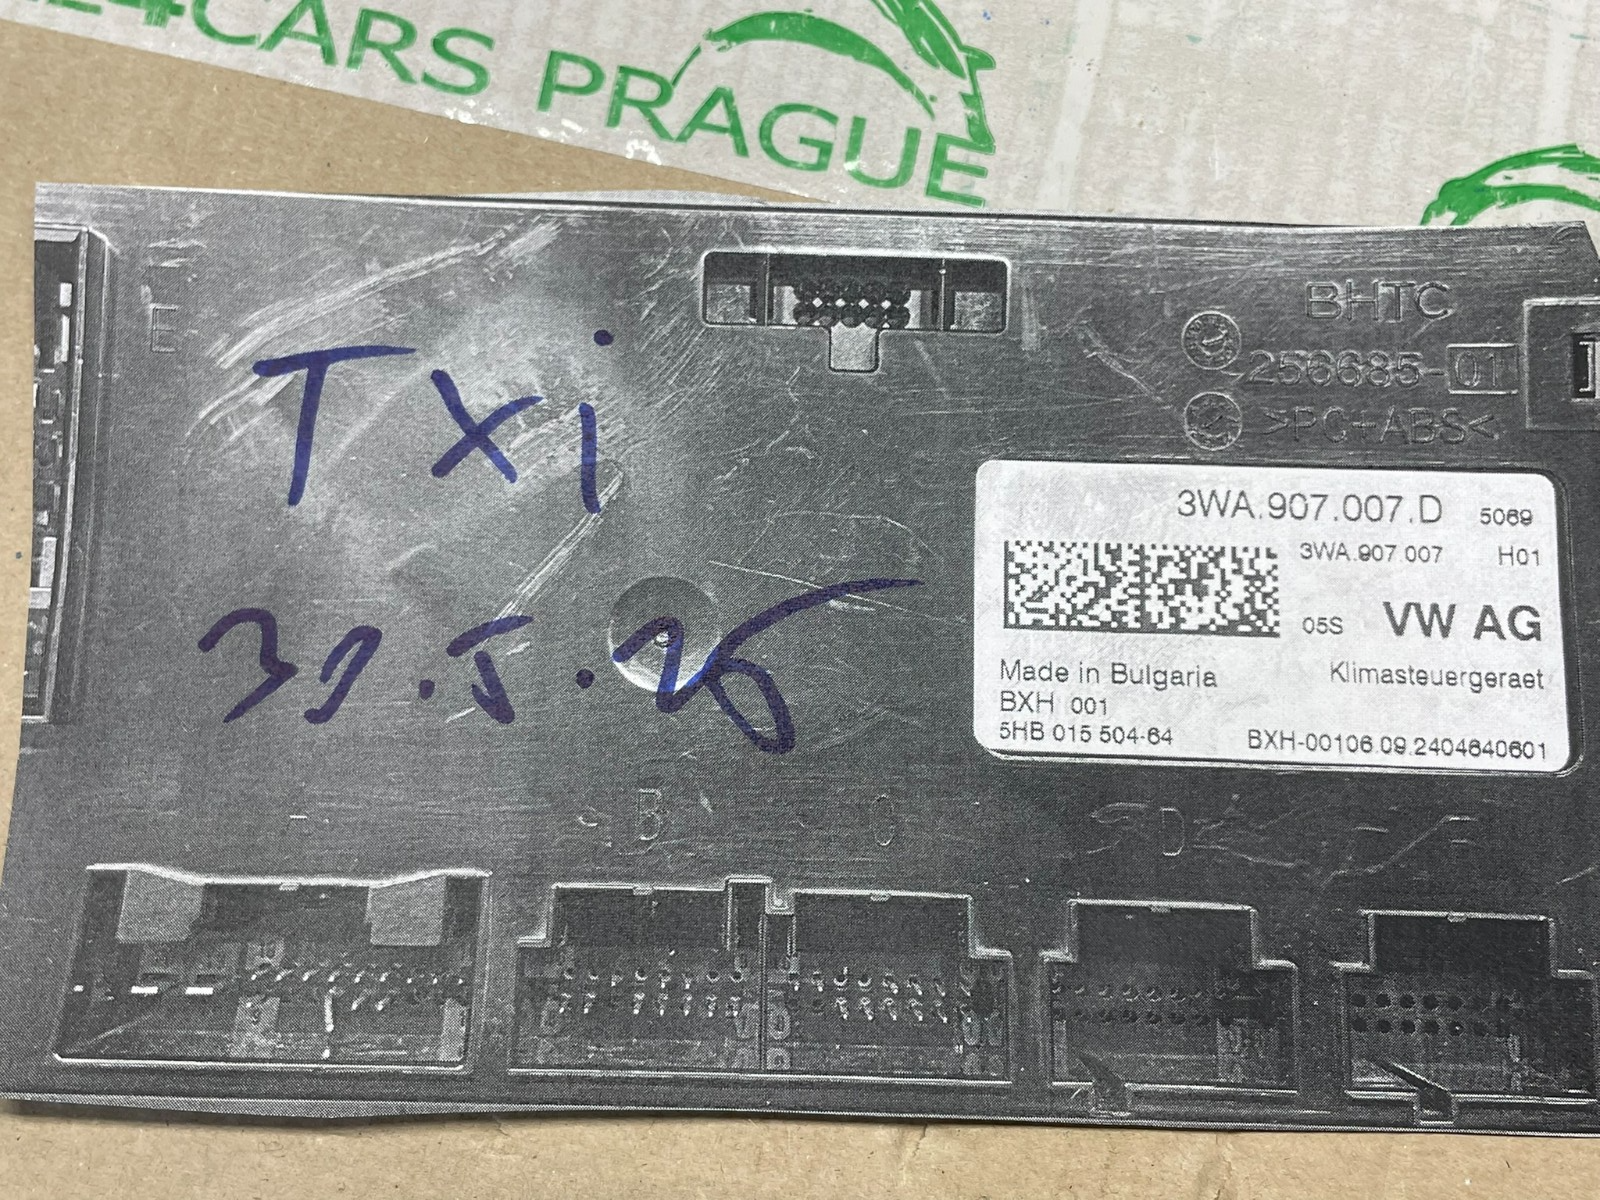 4CARS PRAGUE
E
BHTC
256685-01
>PC+ABS<
Txi
3WA.907.007.D 5069
3WA.907 007 H01
05S VW AG
Made in Bulgaria Klimasteuergeraet
BXH 001
5HB 015 504-64 BXH-00106.09.2404640601
B C D F